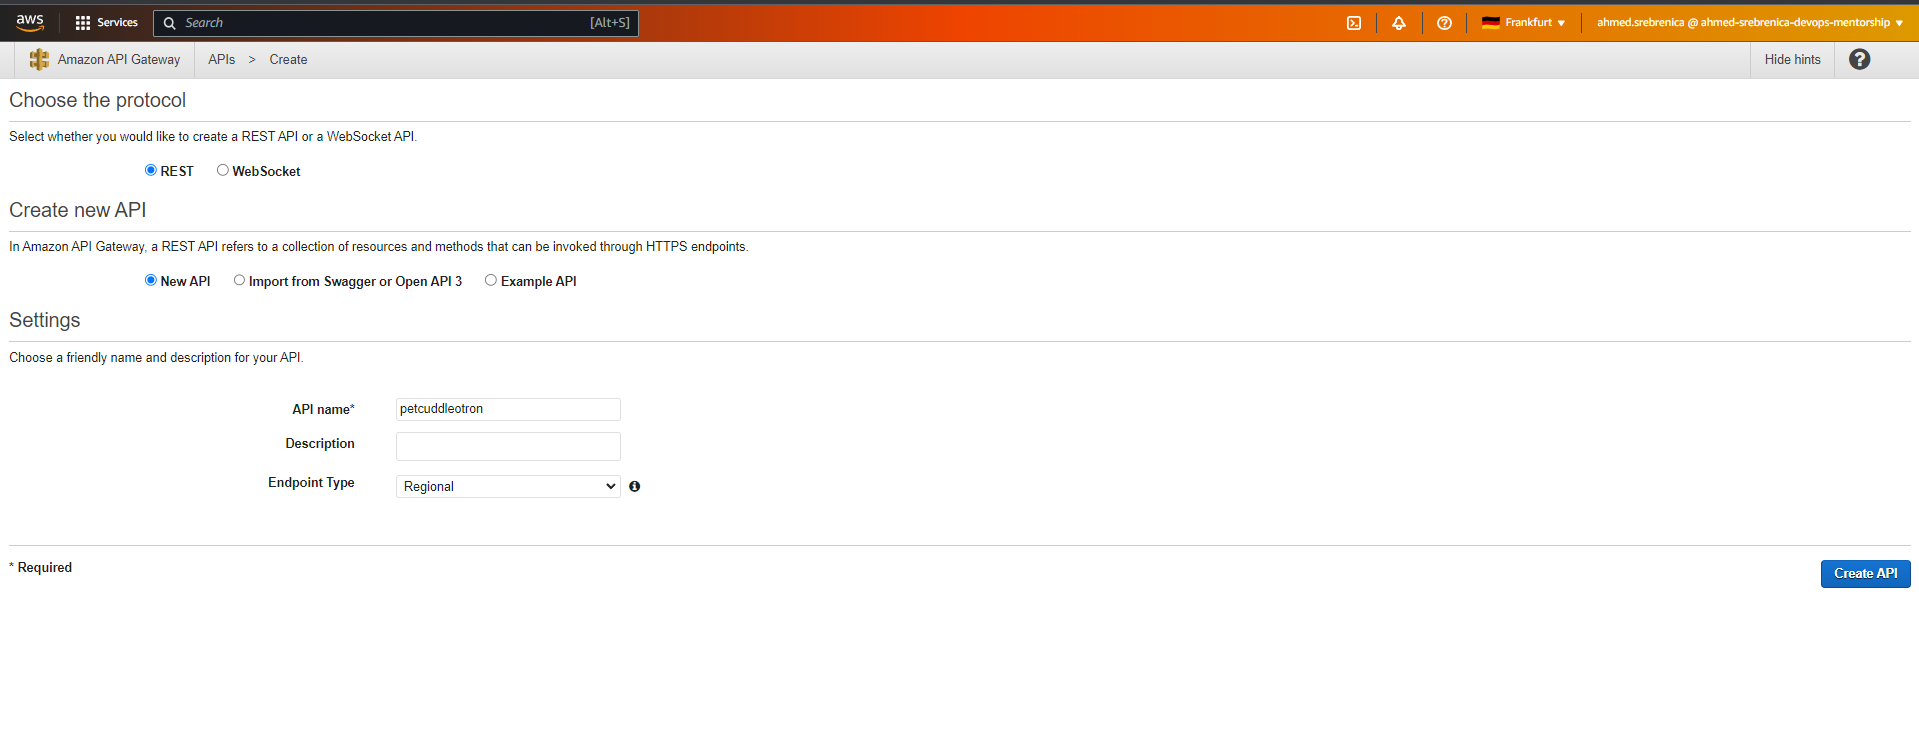 aws Services Search [Alt+S] Frankfurt ahmed.srebrenica @ ahmed-srebrenica-devops-mentorship
Amazon API Gateway APIs > Create Hide hints
Choose the protocol
Select whether you would like to create a REST API or a WebSocket API.
REST WebSocket
Create new API
In Amazon API Gateway, a REST API refers to a collection of resources and methods that can be invoked through HTTPS endpoints.
New API Import from Swagger or Open API 3 Example API
Settings
Choose a friendly name and description for your API.
API name* petcuddleotron
Description
Endpoint Type Regional
* Required
Create API